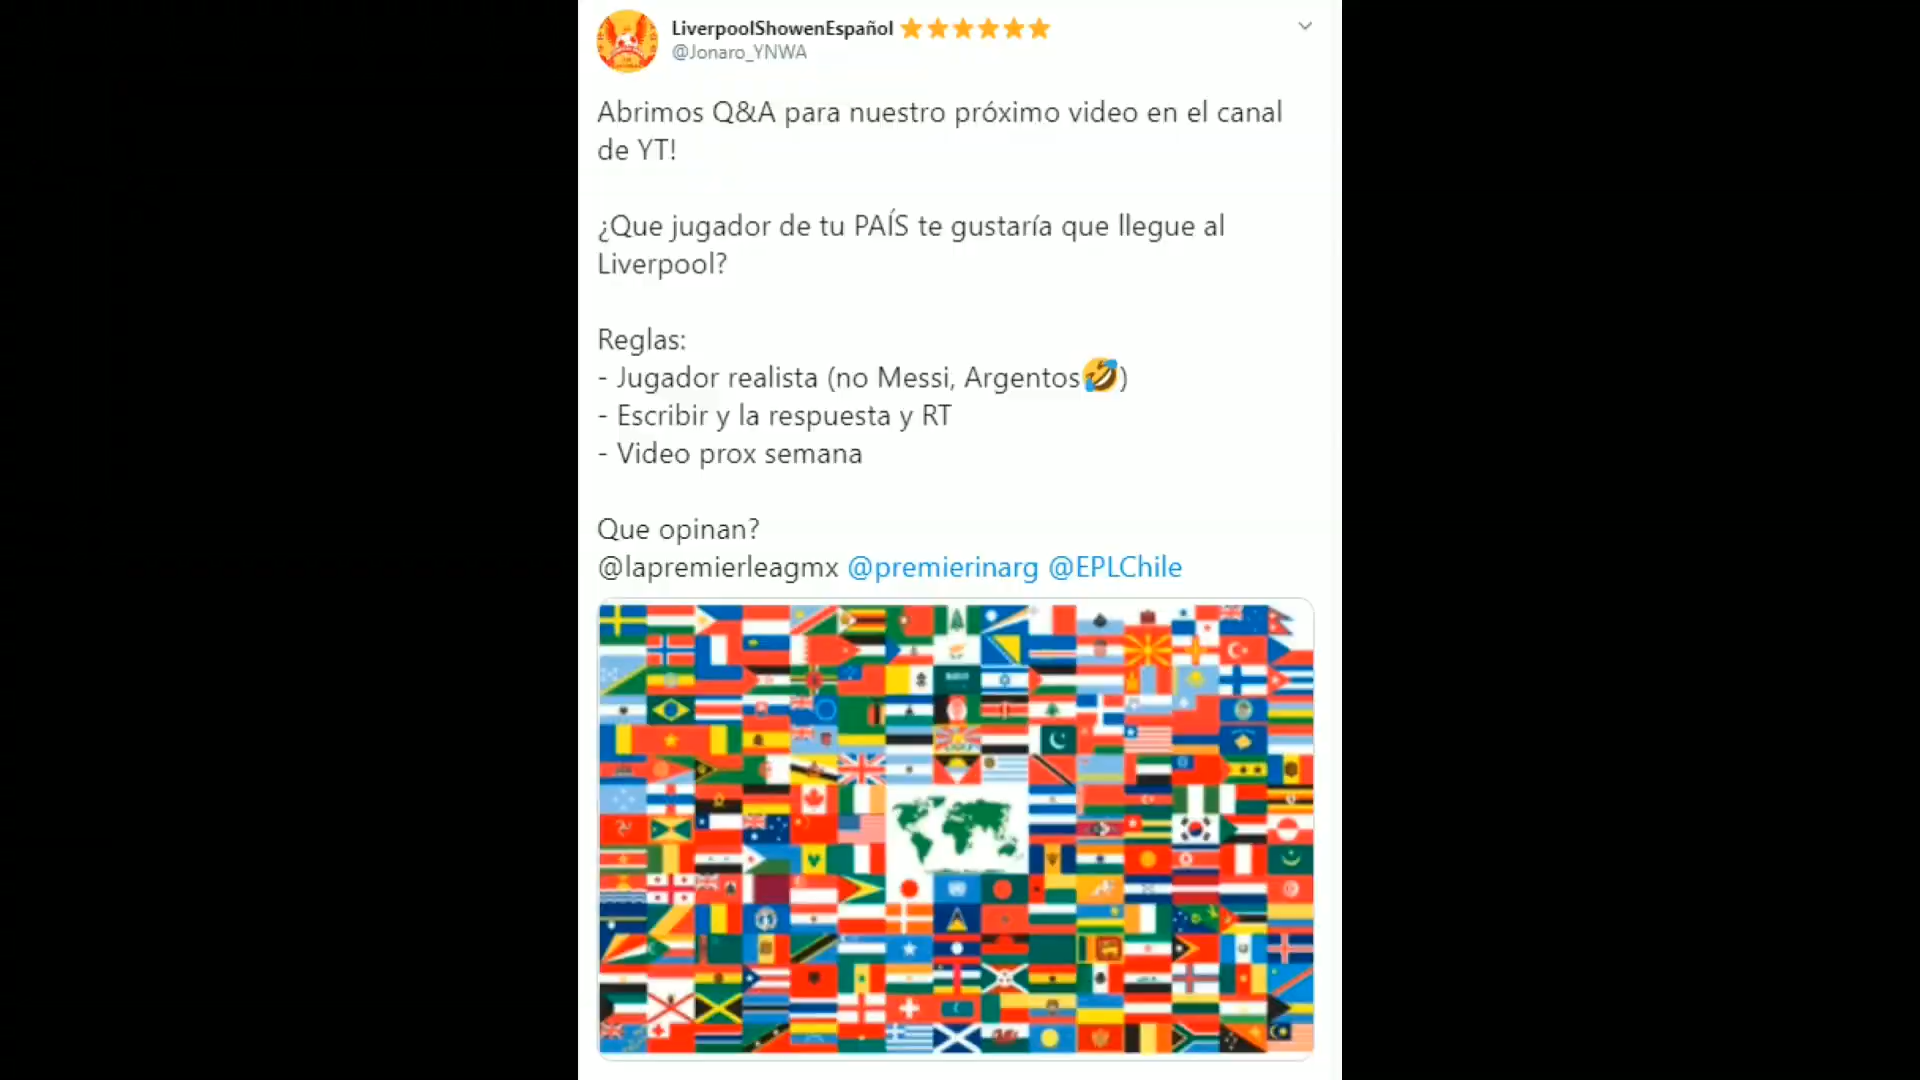 LiverpoolShowenEspañol ⭐⭐⭐⭐⭐⭐
@Jonaro_YNWA
Abrimos Q&A para nuestro próximo video en el canal
de YT!
¿Que jugador de tu PAÍS te gustaría que llegue al
Liverpool?
Reglas:
- Jugador realista (no Messi, Argentos🤣)
- Escribir y la respuesta y RT
- Video prox semana
Que opinan?
@lapremierleagmx @premierinarg @EPLChile